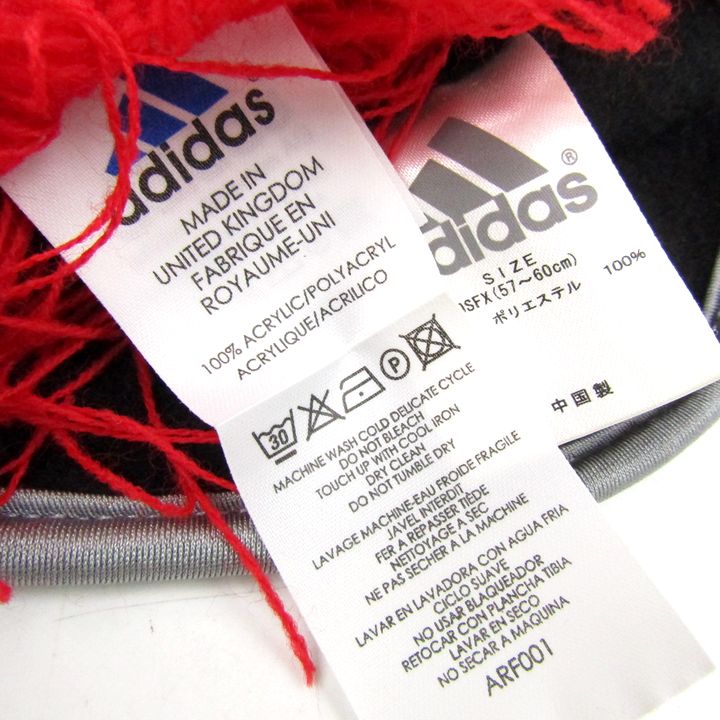 adidas
MADE IN
UNITED KINGDOM
FABRIQUE EN
ROYAUME-UNI
100% ACRYLIC/POLYACRYL
ACRYLIQUE/ACRILICO
30
P
MACHINE WASH COLD DELICATE CYCLE
DO NOT BLEACH
TOUCH UP WITH COOL IRON
DRY CLEAN
DO NOT TUMBLE DRY
LAVAGE MACHINE-EAU FROIDE FRAGILE
JAVEL INTERDIT
FER A REPASSER TIÈDE
NETTOYAGE A SEC
NE PAS SECHER A LA MACHINE
LAVAR EN LAVADORA CON AGUA FRIA
CICLO SUAVE
NO USAR BLAQUEADOR
RETOCAR CON PLANCHA TIBIA
LAVAR EN SECO
NO SECAR A MAQUINA
ARF001
adidas®
SIZE
OSFX(57~60cm)
ポリエステル 100%
中国製